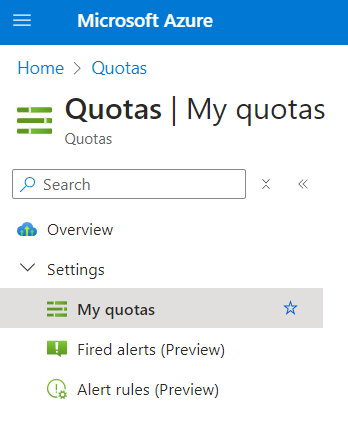 Microsoft Azure
Home > Quotas
Quotas | My quotas
Quotas
Search
Overview
Settings
My quotas
Fired alerts (Preview)
Alert rules (Preview)